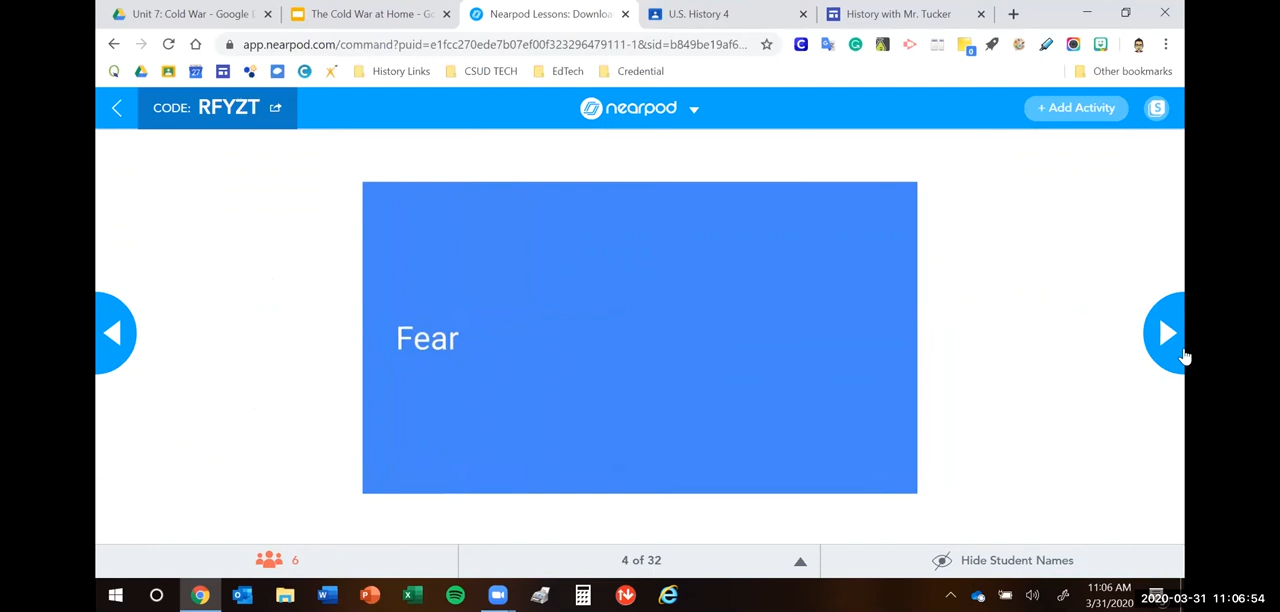 Unit 7: Cold War - Google
The Cold War at Home - Go
Nearpod Lessons: Downloa
U.S. History 4
History with Mr. Tucker
app.nearpod.com/command?puid=e1fcc270ede7b07ef00f323296479111-1&sid=b849be19af6...
History Links
CSUD TECH
EdTech
Credential
Other bookmarks
CODE: RFYZT
nearpod
+ Add Activity
S
Fear
6
4 of 32
Hide Student Names
11:06 AM
3/31/2020
2020-03-31 11:06:54